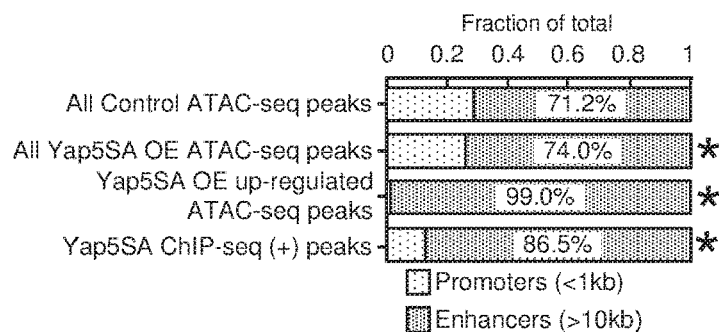 Fraction of total
0 0.2 0.4 0.6 0.8 1
All Control ATAC-seq peaks 71.2%
All Yap5SA OE ATAC-seq peaks 74.0% *
Yap5SA OE up-regulated
ATAC-seq peaks 99.0% *
Yap5SA ChIP-seq (+) peaks 86.5% *
Promoters (<1kb)
Enhancers (>10kb)